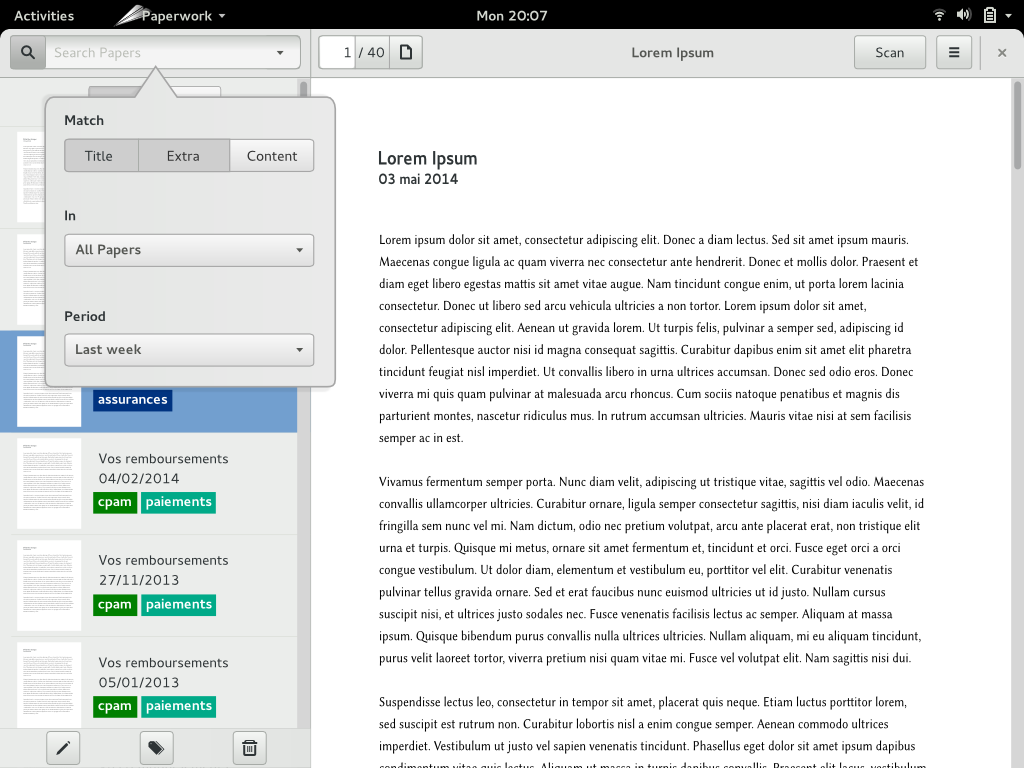 Activities Paperwork Mon 20:07
Search Papers 1 / 40 Lorem Ipsum Scan
Match
Title Extra Content
In
All Papers
Period
Last week
assurances
Vos remboursements
04/02/2014
cpam paiements
Vos remboursements
27/11/2013
cpam paiements
Vos remboursements
05/01/2013
cpam paiements
Lorem Ipsum
03 mai 2014
Lorem ipsum dolor sit amet, consectetur adipiscing elit. Donec a diam lectus. Sed sit amet ipsum mauris.
Maecenas congue ligula ac quam viverra nec consectetur ante hendrerit. Donec et mollis dolor. Praesent et
diam eget libero egestas mattis sit amet vitae augue. Nam tincidunt congue enim, ut porta lorem lacinia
consectetur. Donec ut libero sed arcu vehicula ultricies a non tortor. Lorem ipsum dolor sit amet,
consectetur adipiscing elit. Aenean ut gravida lorem. Ut turpis felis, pulvinar a semper sed, adipiscing id
dolor. Pellentesque auctor nisi id magna consequat sagittis. Curabitur dapibus enim sit amet elit pharetra
tincidunt feugiat nisl imperdiet. Ut convallis libero in urna ultrices accumsan. Donec sed odio eros. Donec
viverra mi quis quam pulvinar at malesuada arcu rhoncus. Cum sociis natoque penatibus et magnis dis
parturient montes, nascetur ridiculus mus. In rutrum accumsan ultricies. Mauris vitae nisi at sem facilisis
semper ac in est.
Vivamus fermentum semper porta. Nunc diam velit, adipiscing ut tristique vitae, sagittis vel odio. Maecenas
convallis ullamcorper ultricies. Curabitur ornare, ligula semper consectetur sagittis, nisi diam iaculis velit, id
fringilla sem nunc vel mi. Nam dictum, odio nec pretium volutpat, arcu ante placerat erat, non tristique elit
urna et turpis. Quisque mi metus, ornare sit amet fermentum et, tincidunt et orci. Fusce eget orci a orci
congue vestibulum. Ut dolor diam, elementum et vestibulum eu, porttitor vel elit. Curabitur venenatis
pulvinar tellus gravida ornare. Sed et erat faucibus nunc euismod ultricies ut id justo. Nullam cursus
suscipit nisi, et ultrices justo sodales nec. Fusce venenatis facilisis lectus ac semper. Aliquam at massa
ipsum. Quisque bibendum purus convallis nulla ultrices ultricies. Nullam aliquam, mi eu aliquam tincidunt,
purus velit laoreet tortor, viverra pretium nisi quam vitae mi. Fusce vel volutpat elit. Nam sagittis nisi dui.
Suspendisse lectus leo, consectetur in tempor sit amet, placerat quis neque. Etiam luctus porttitor lorem,
sed suscipit est rutrum non. Curabitur lobortis nisl a enim congue semper. Aenean commodo ultrices
imperdiet. Vestibulum ut justo vel sapien venenatis tincidunt. Phasellus eget dolor sit amet ipsum dapibus
condimentum vitae quis lectus. Aliquam ut massa in turpis dapibus convallis. Praesent elit lacus, vestibulum